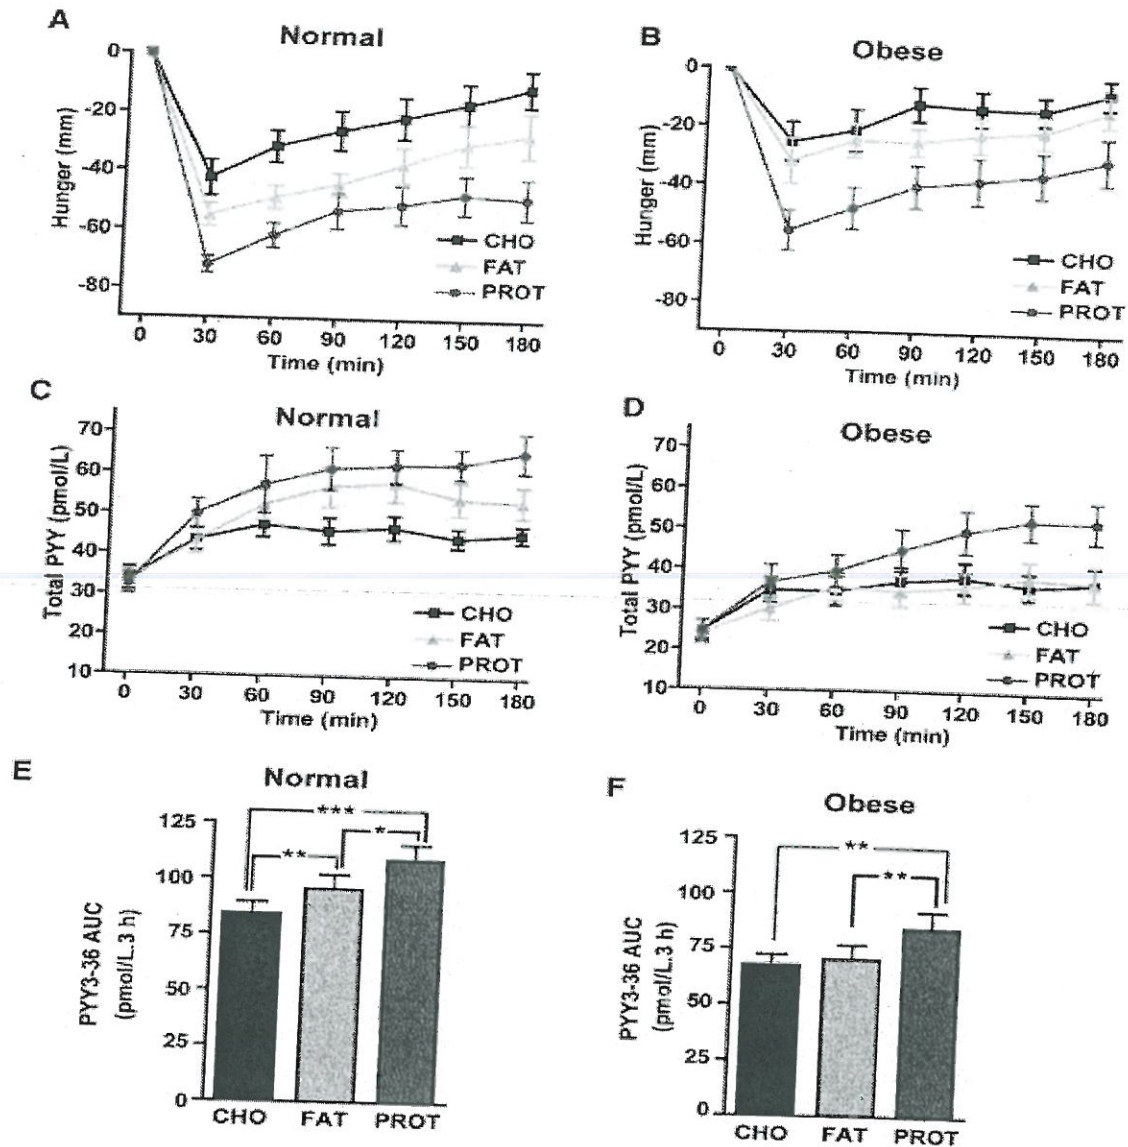 A
Normal
0
-20
-40
-60
-80
Hunger (mm)
CHO
FAT
PROT
0 30 60 90 120 150 180
Time (min)
B
Obese
0
-20
-40
-60
-80
Hunger (mm)
CHO
FAT
PROT
0 30 60 90 120 150 180
Time (min)
C
Normal
70
60
50
40
30
20
10
Total PYY (pmol/L)
CHO
FAT
PROT
0 30 60 90 120 150 180
Time (min)
D
Obese
70
60
50
40
30
20
10
Total PYY (pmol/L)
CHO
FAT
PROT
0 30 60 90 120 150 180
Time (min)
E
Normal
***
*
**
125
100
75
50
25
0
PYY3-36 AUC
(pmol/L.3 h)
CHO FAT PROT
F
Obese
**
**
125
100
75
50
25
0
PYY3-36 AUC
(pmol/L.3 h)
CHO FAT PROT